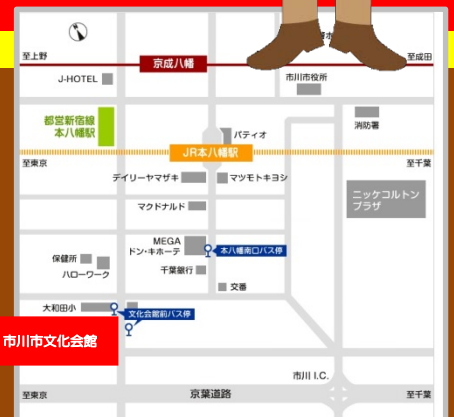 至上野
京成八幡
至成田
J-HOTEL
市川市役所
都営新宿線
本八幡駅
パティオ
消防署
JR本八幡駅
至東京
至千葉
デイリーヤマザキ
マツモトキヨシ
ニッケコルトン
プラザ
マクドナルド
MEGA
ドン・キホーテ
本八幡南口バス停
保健所
千葉銀行
ハローワーク
交番
大和田小
文化会館前バス停
市川市文化会館
市川 I.C.
至東京
京葉道路
至千葉